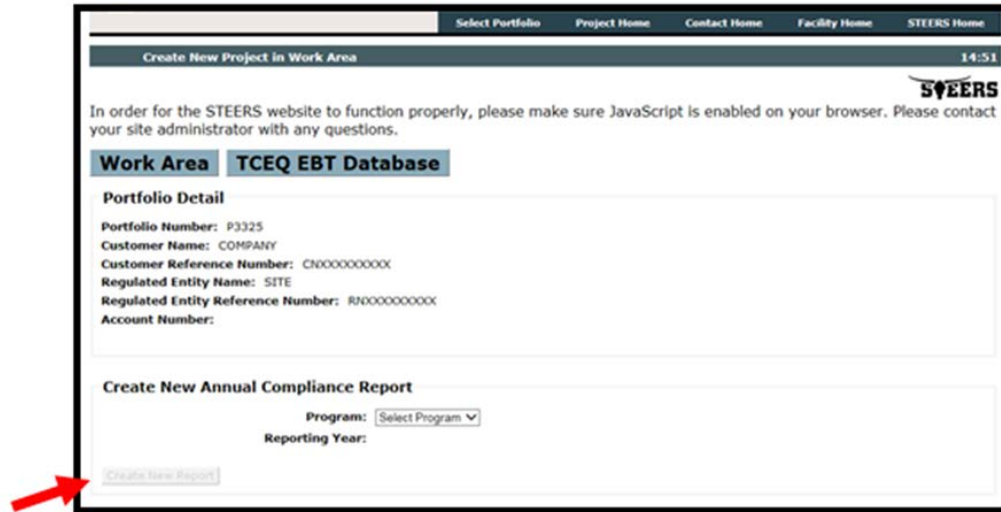 Select Portfolio Project Home Contact Home Facility Home STEERS Home
Create New Project in Work Area 14:51
STEERS
In order for the STEERS website to function properly, please make sure JavaScript is enabled on your browser. Please contact
your site administrator with any questions.
Work Area TCEQ EBT Database
Portfolio Detail
Portfolio Number: P3325
Customer Name: COMPANY
Customer Reference Number: CNXXXXXXXXX
Regulated Entity Name: SITE
Regulated Entity Reference Number: RNXXXXXXXXX
Account Number:
Create New Annual Compliance Report
Program: Select Program
Reporting Year:
Create New Report